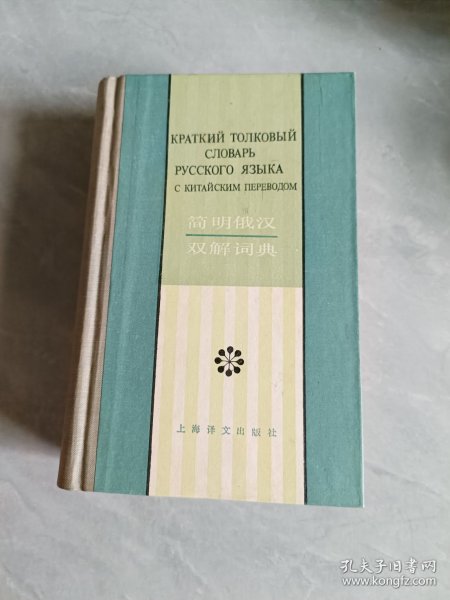 КРАТКИЙ ТОЛКОВЫЙ
СЛОВАРЬ
РУССКОГО ЯЗЫКА
С КИТАЙСКИМ ПЕРЕВОДОМ
简明俄汉
双解词典
上海译文出版社
孔夫子旧书网
www.kongfz.com